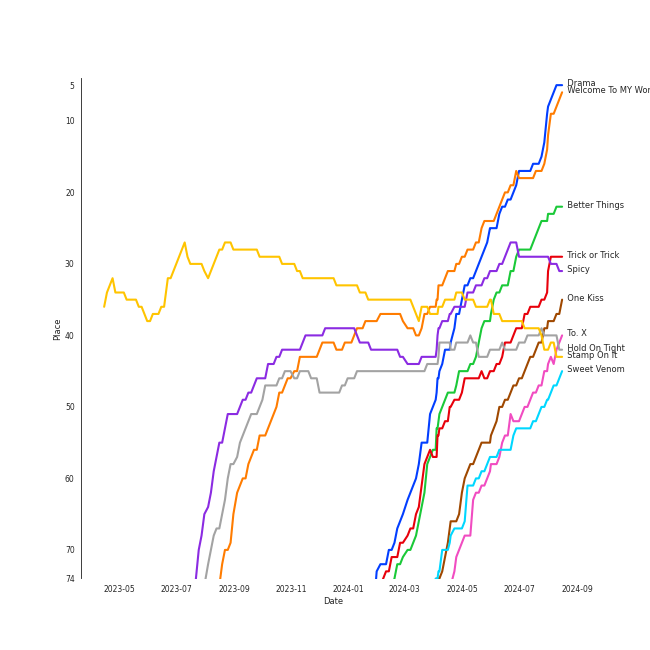 5
10
20
30
40
50
60
70
74
Place
2023-05
2023-07
2023-09
2023-11
2024-01
2024-03
2024-05
2024-07
2024-09
Date
Drama
Welcome To MY Wor
Better Things
Trick or Trick
Spicy
One Kiss
To. X
Hold On Tight
Stamp On It
Sweet Venom